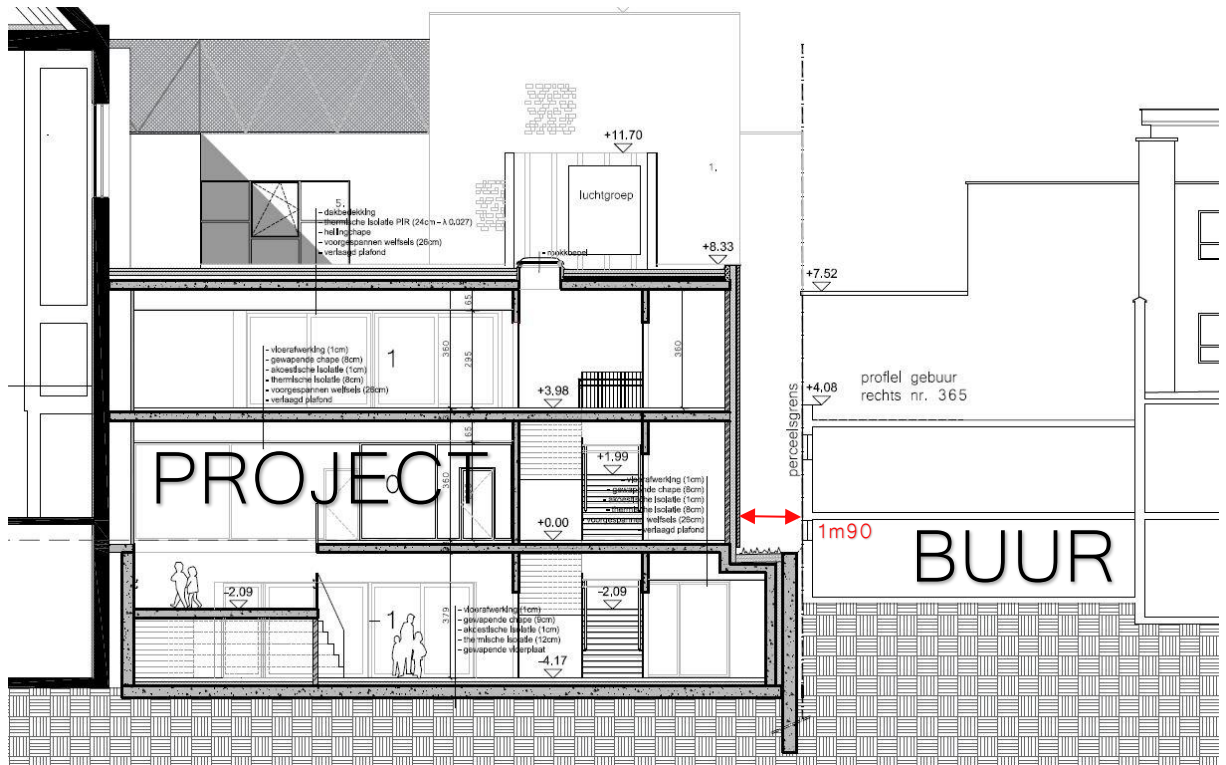 +11.70
luchtgroep
1.
5.
- dakbedekking
- thermische isolatie PIR (24cm - λ 0.027)
- hellingchape
- voorgespannen welfsels (26cm)
- verlaagd plafond
+8.33
+7.52
65
360
295
360
1
- vloerafwerking (1cm)
- gewapende chape (8cm)
- akoestische isolatie (1cm)
- thermische isolatie (8cm)
- voorgespannen welfsels (26cm)
- verlaagd plafond
+3.98
+4,08
profiel gebuur
rechts nr. 365
perceelsgrens
65
360
PROJECT
0
+1.99
- vloerafwerking (1cm)
- gewapende chape (8cm)
- akoestische isolatie (1cm)
- thermische isolatie (8cm)
- voorgespannen welfsels (26cm)
- verlaagd plafond
+0.00
1m90
BUUR
-2,09
-2,09
-1
379
- vloerafwerking (1cm)
- gewapende chape (9cm)
- akoestische isolatie (1cm)
- thermische isolatie (12cm)
- gewapende vloerplaat
-4.17